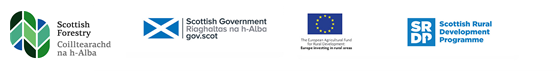 Scottish
Forestry
Coilltearachd
na h-Alba
Scottish Government
Riaghaltas na h-Alba
gov.scot
The European Agricultural Fund
for Rural Development
Europe investing in rural areas
SR
DP
Scottish Rural
Development
Programme